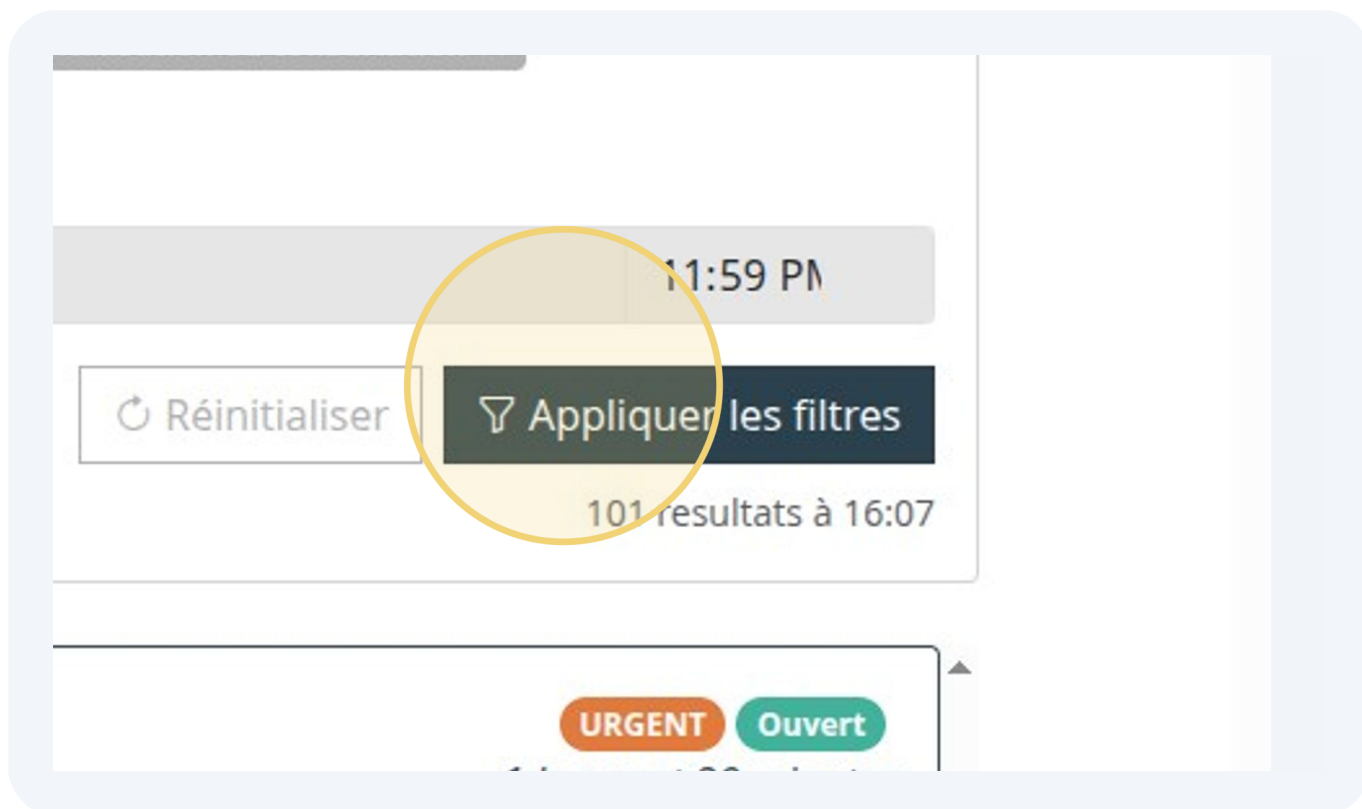 11:59 PM
Réinitialiser
Appliquer les filtres
101 resultats à 16:07
URGENT
Ouvert